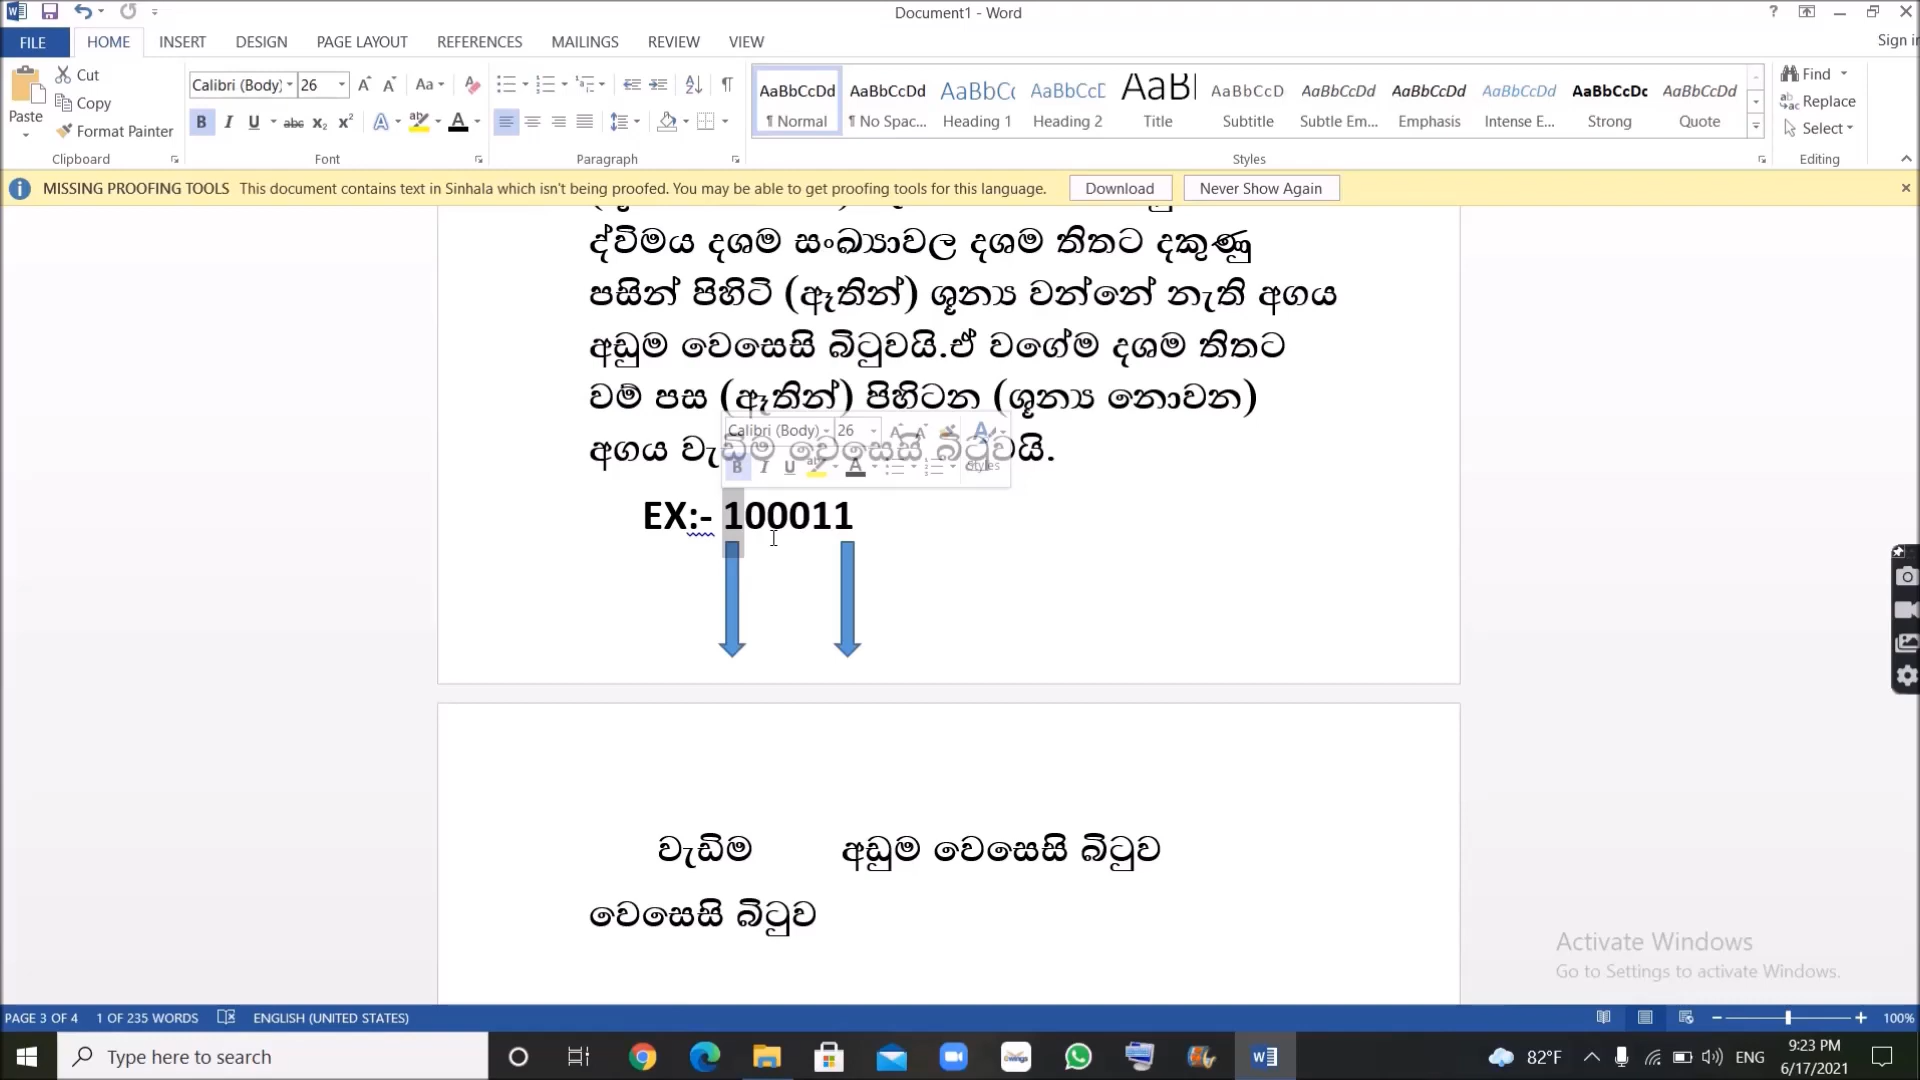 Document1 - Word
Sign in
FILE HOME INSERT DESIGN PAGE LAYOUT REFERENCES MAILINGS REVIEW VIEW
Cut
Copy
Format Painter
Paste
Calibri (Body) 26
AaBbCcDd AaBbCcDd AaBbCc AaBbCcD AaBb AaBbCcD AaBbCcDd AaBbCcDd AaBbCcDd AaBbCcDc AaBbCcDd
¶ Normal ¶ No Spac... Heading 1 Heading 2 Title Subtitle Subtle Em... Emphasis Intense E... Strong Quote
Find
Replace
Select
Clipboard Font Paragraph Styles Editing
MISSING PROOFING TOOLS This document contains text in Sinhala which isn't being proofed. You may be able to get proofing tools for this language. Download Never Show Again
ද්විමය දශම සංඛ්‍යාවල දශම තිතට දකුණු
පසින් පිහිටි (ඈතින්) ශූන්‍ය වන්නේ නැති අගය
අඩුම වෙසෙසි බිටුවයි.ඒ වගේම දශම තිතට
වම් පස (ඈතින්) පිහිටන (ශූන්‍ය නොවන)
අගය වැඩිම වෙසෙසි බිටුවයි.
Calibri (Body) 26
Styles
EX:- 100011
වැඩිම අඩුම වෙසෙසි බිටුව
වෙසෙසි බිටුව
Activate Windows
Go to Settings to activate Windows.
PAGE 3 OF 4 1 OF 235 WORDS ENGLISH (UNITED STATES) 100%
Type here to search
82°F ENG 9:23 PM
6/17/2021